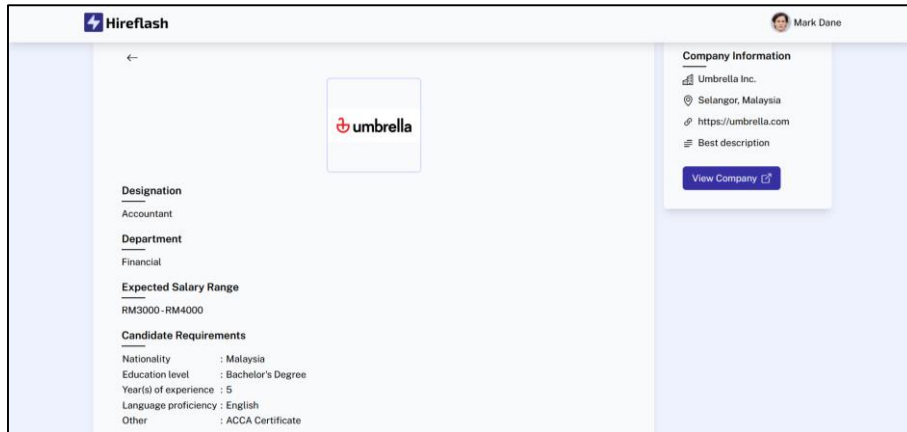 Hireflash
Mark Dane
←
umbrella
Designation
Accountant
Department
Financial
Expected Salary Range
RM3000-RM4000
Candidate Requirements
Nationality : Malaysia
Education level : Bachelor's Degree
Year(s) of experience : 5
Language proficiency : English
Other : ACCA Certificate
Company Information
Umbrella Inc.
Selangor, Malaysia
https://umbrella.com
Best description
View Company